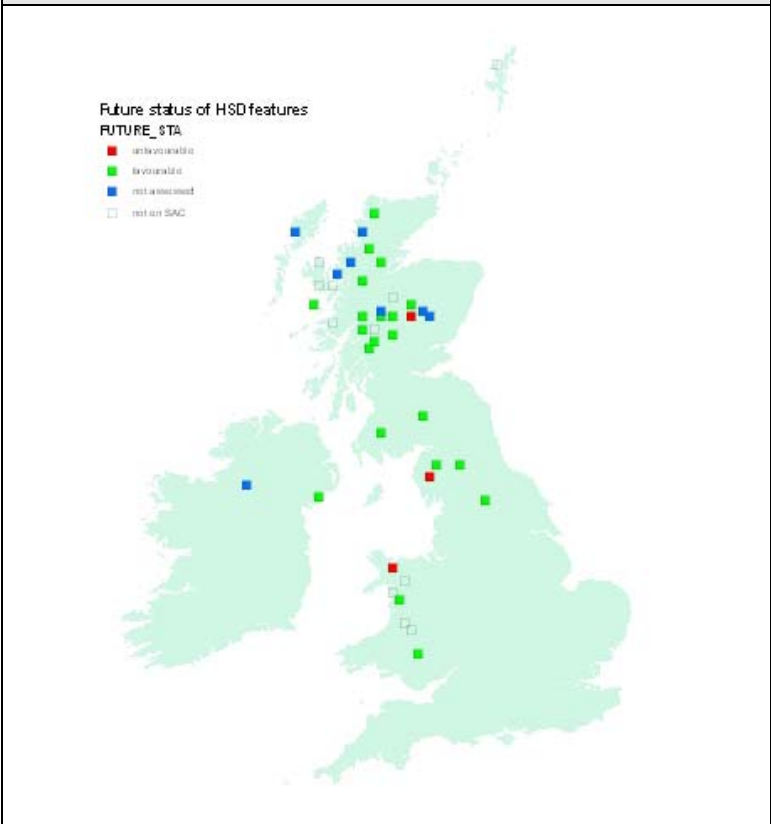 Future status of HSD features
FUTURE_STA
unfavourable
favourable
not assessed
not on SAC